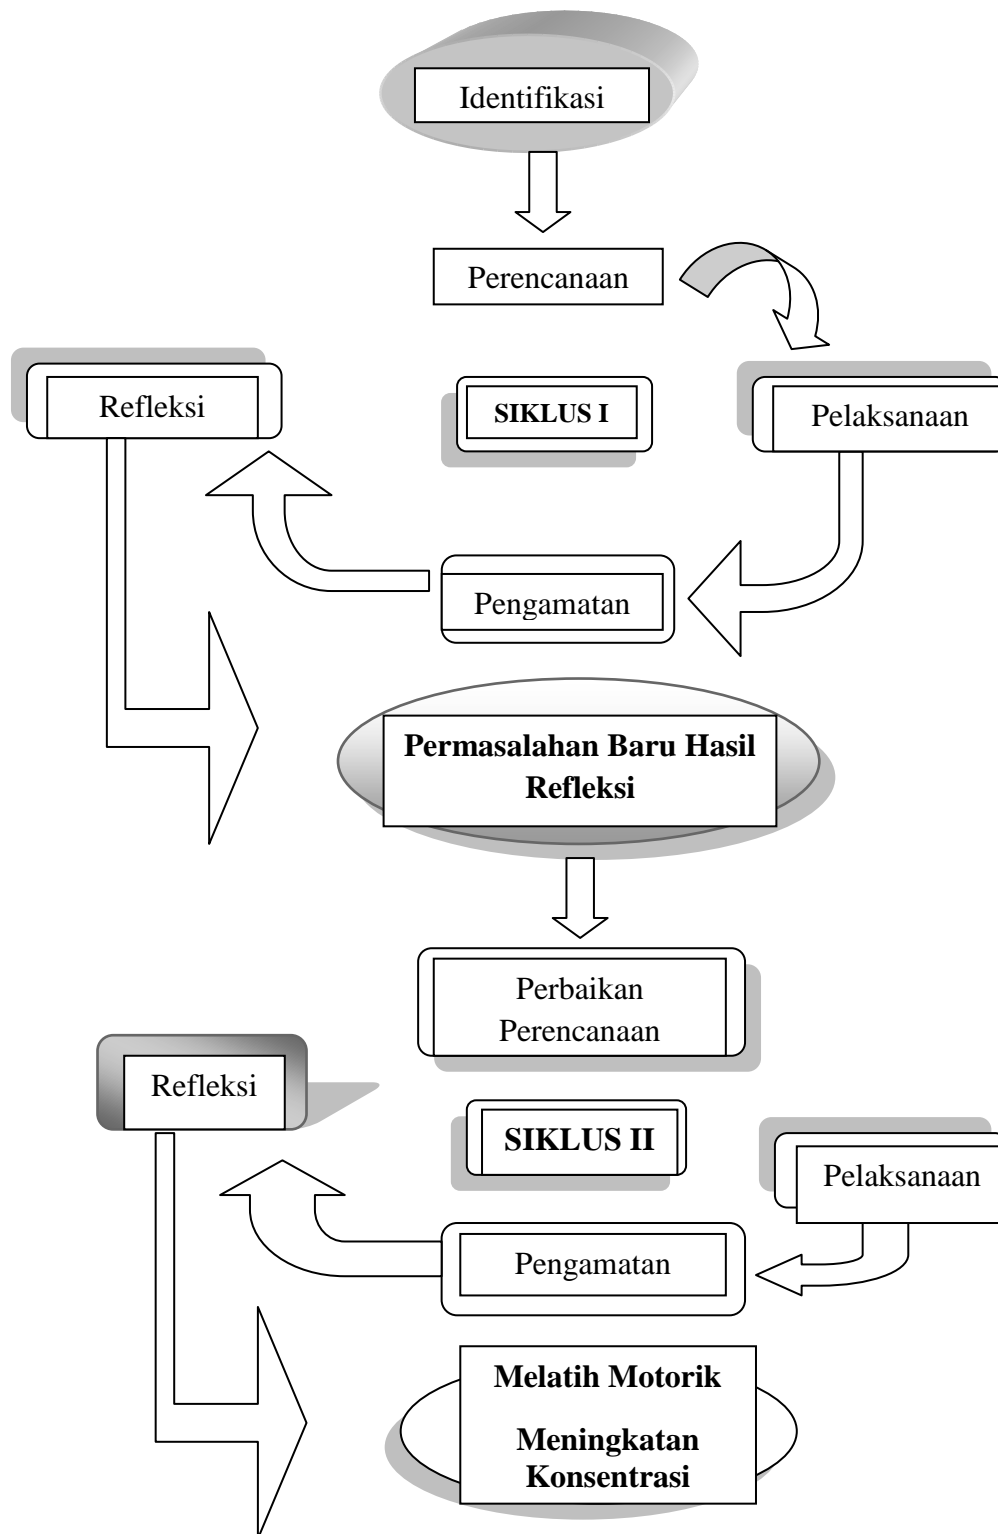 Identifikasi
Perencanaan
Refleksi
SIKLUS I
Pelaksanaan
Pengamatan
Permasalahan Baru Hasil
Refleksi
Perbaikan
Perencanaan
Refleksi
SIKLUS II
Pelaksanaan
Pengamatan
Melatih Motorik
Meningkatan
Konsentrasi